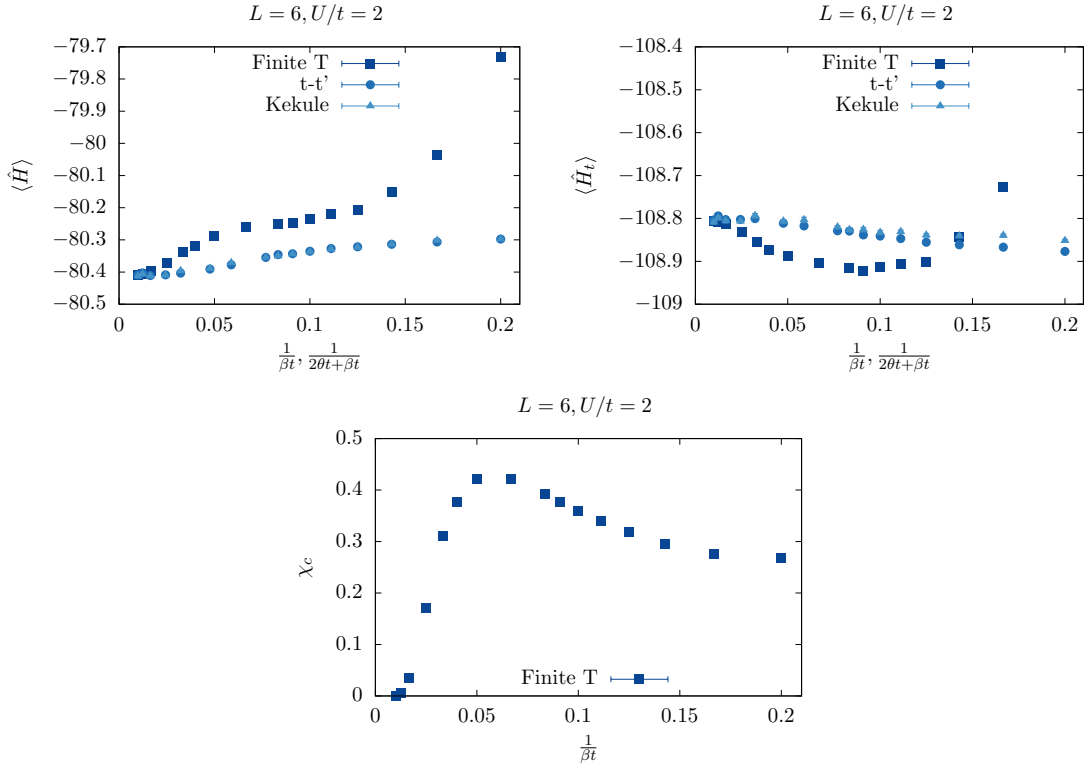 L = 6, U/t = 2
⟨Ĥ⟩
−79.7
−79.8
−79.9
−80
−80.1
−80.2
−80.3
−80.4
−80.5
0 0.05 0.1 0.15 0.2
Finite T
t-t'
Kekule
1/βt, 1/(2θt+βt)
L = 6, U/t = 2
⟨Ĥ_t⟩
−108.4
−108.5
−108.6
−108.7
−108.8
−108.9
−109
0 0.05 0.1 0.15 0.2
Finite T
t-t'
Kekule
1/βt, 1/(2θt+βt)
L = 6, U/t = 2
χ_c
0.5
0.4
0.3
0.2
0.1
0
0 0.05 0.1 0.15 0.2
Finite T
1/βt